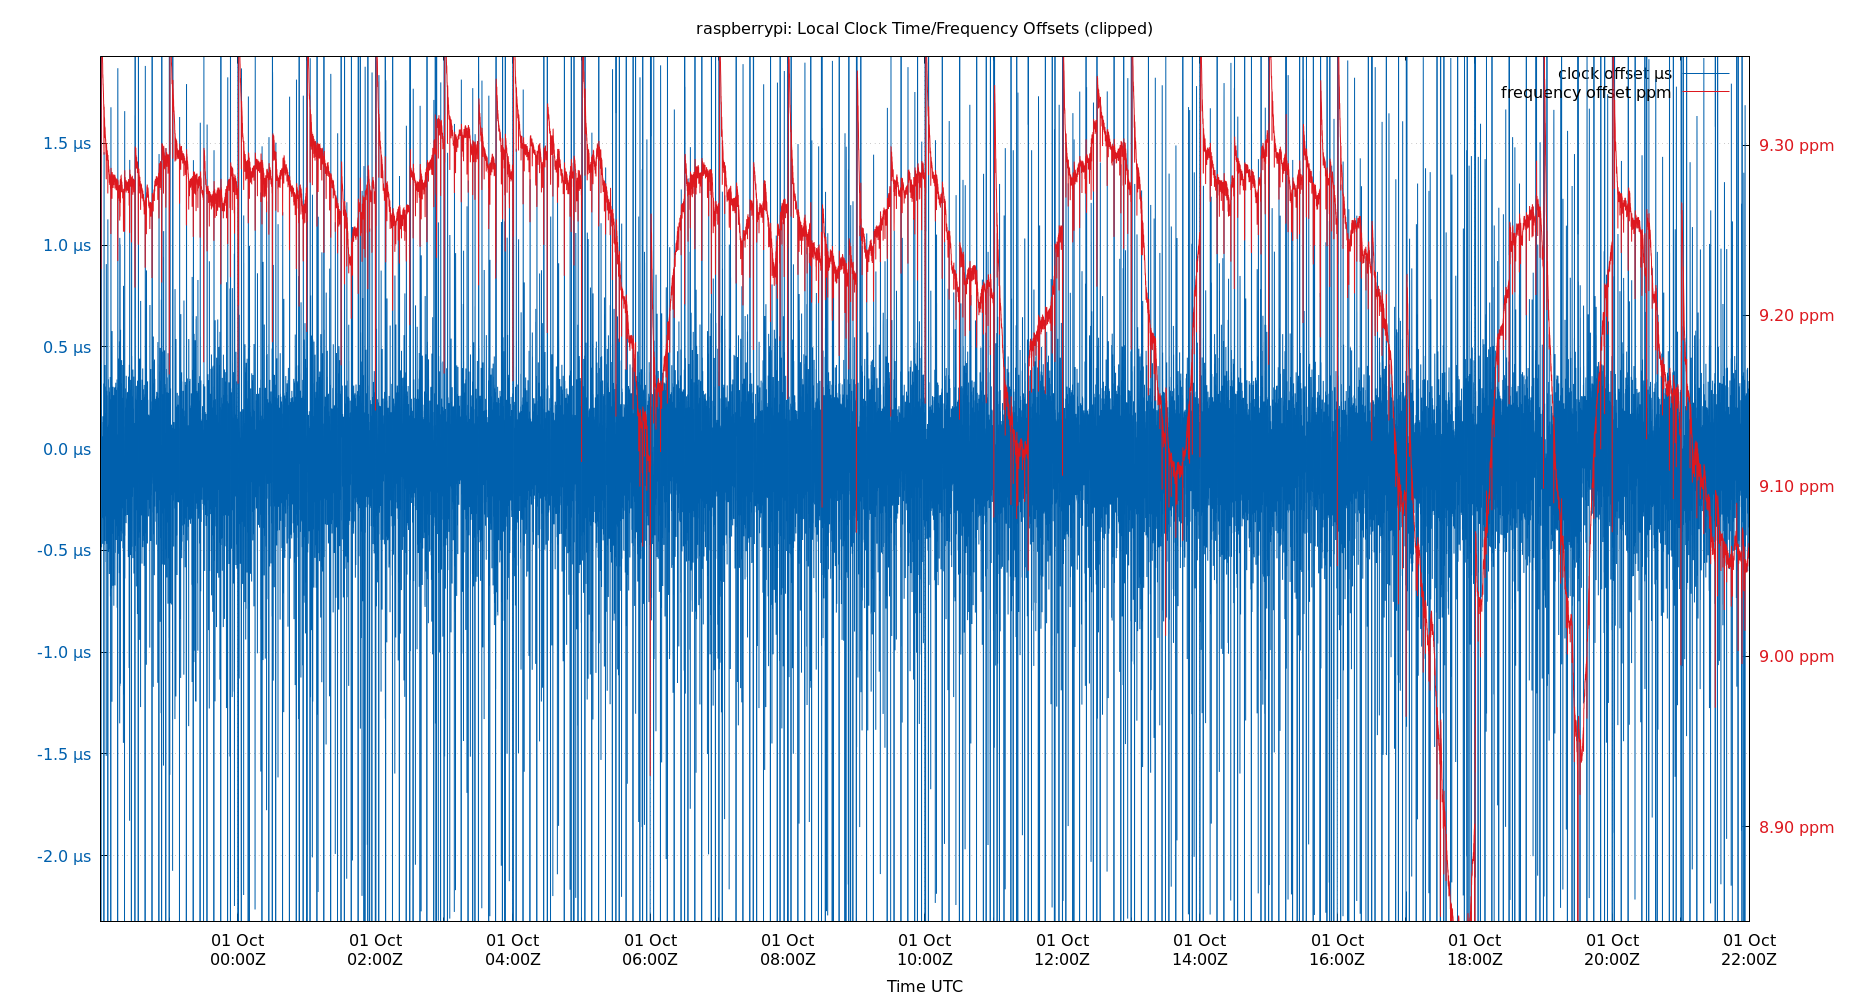 raspberrypi: Local Clock Time/Frequency Offsets (clipped)
clock offset µs
frequency offset ppm
1.5 µs
1.0 µs
0.5 µs
0.0 µs
-0.5 µs
-1.0 µs
-1.5 µs
-2.0 µs
9.30 ppm
9.20 ppm
9.10 ppm
9.00 ppm
8.90 ppm
01 Oct 01 Oct 01 Oct 01 Oct 01 Oct 01 Oct 01 Oct 01 Oct 01 Oct 01 Oct 01 Oct 01 Oct
00:00Z 02:00Z 04:00Z 06:00Z 08:00Z 10:00Z 12:00Z 14:00Z 16:00Z 18:00Z 20:00Z 22:00Z
Time UTC